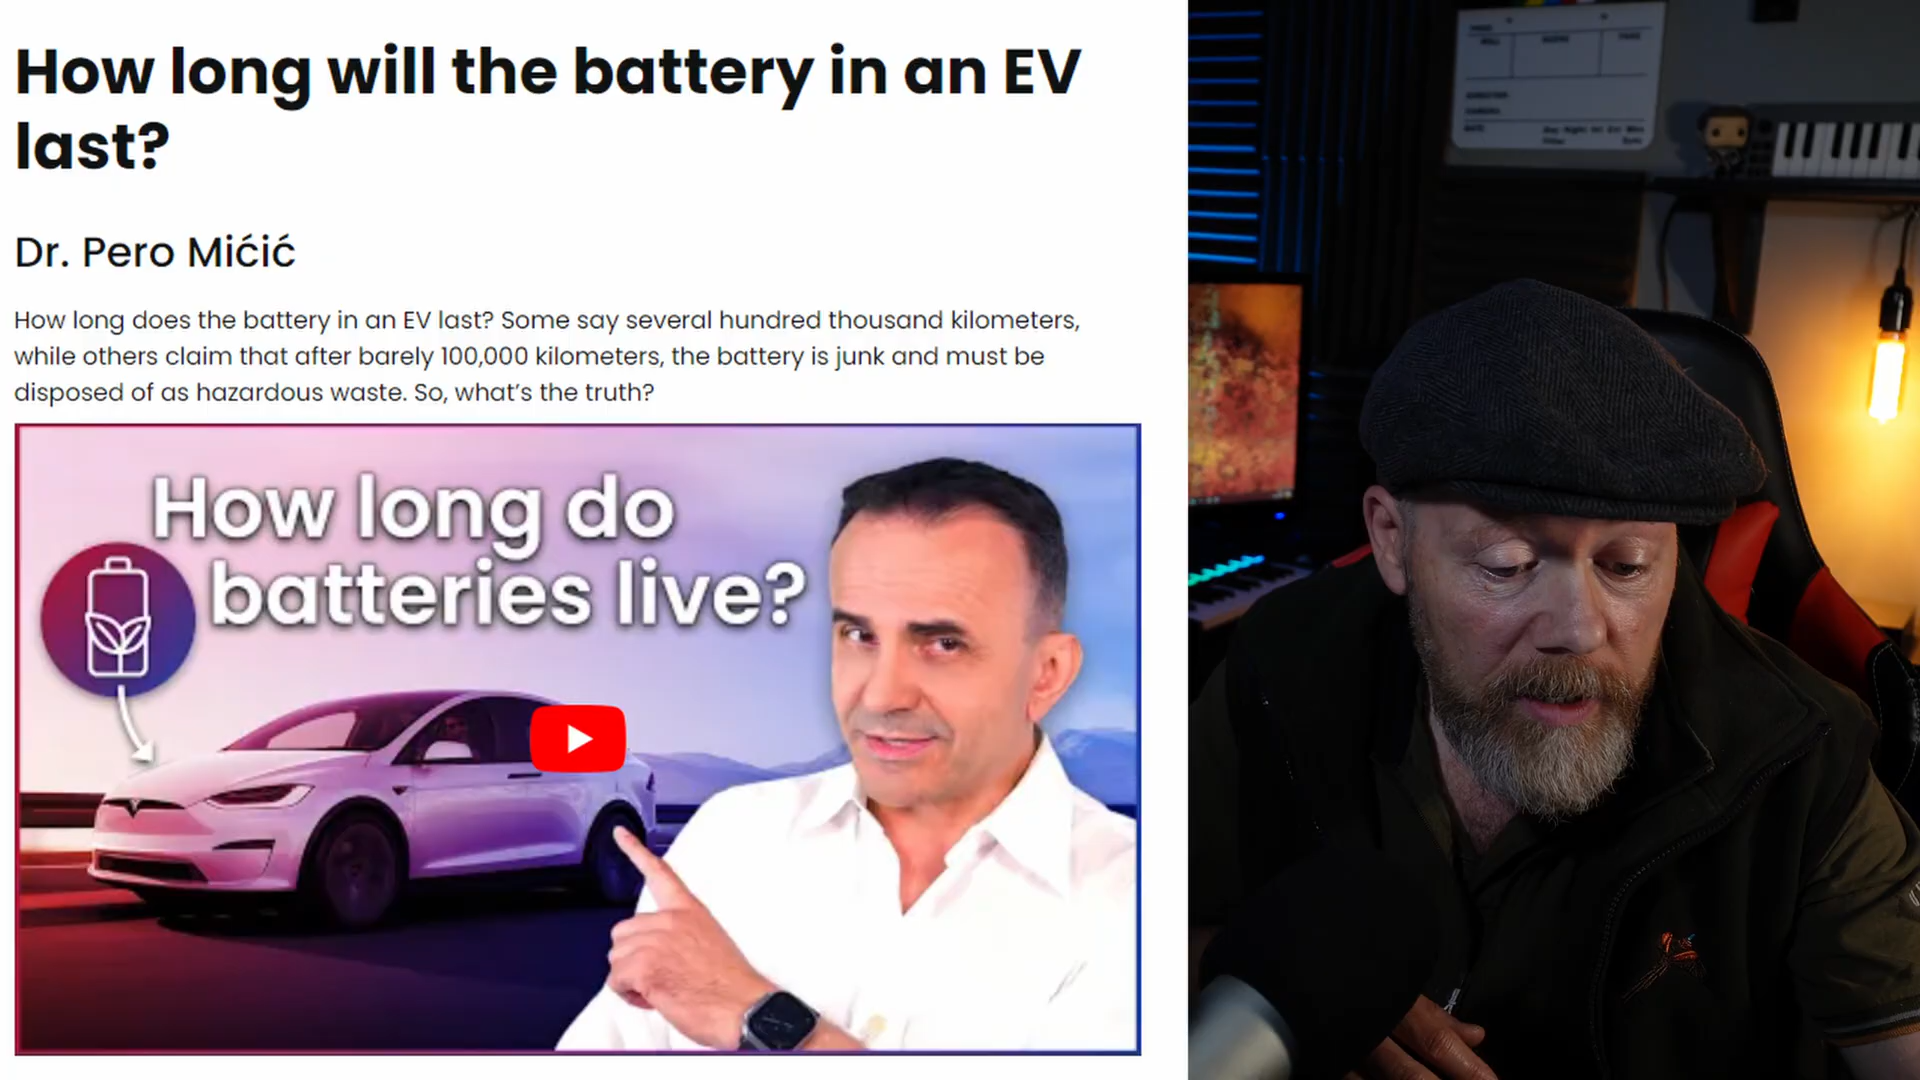 How long will the battery in an EV
last?
Dr. Pero Mićić
How long does the battery in an EV last? Some say several hundred thousand kilometers,
while others claim that after barely 100,000 kilometers, the battery is junk and must be
disposed of as hazardous waste. So, what's the truth?
How long do
batteries live?